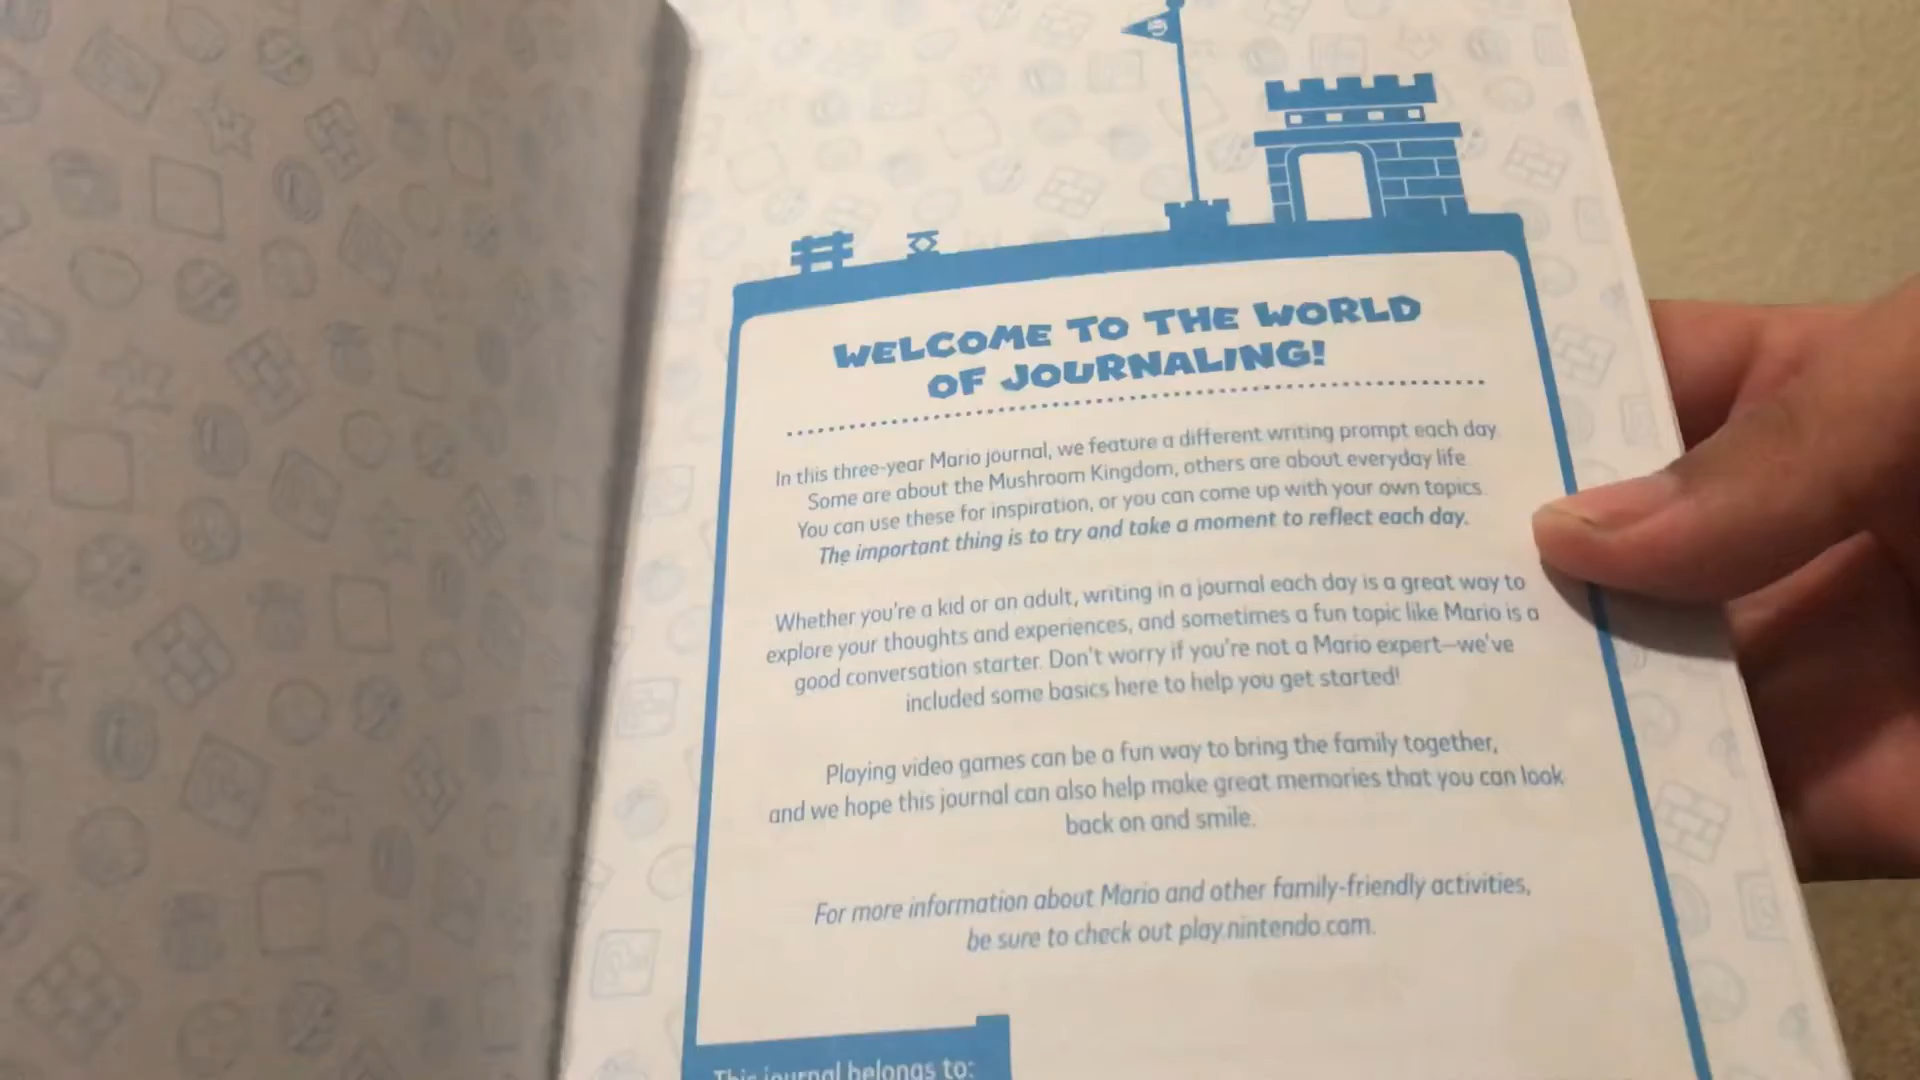 WELCOME TO THE WORLD
OF JOURNALING!
In this three-year Mario journal, we feature a different writing prompt each day.
Some are about the Mushroom Kingdom, others are about everyday life.
You can use these for inspiration, or you can come up with your own topics.
The important thing is to try and take a moment to reflect each day.
Whether you're a kid or an adult, writing in a journal each day is a great way to
explore your thoughts and experiences, and sometimes a fun topic like Mario is a
good conversation starter. Don't worry if you're not a Mario expert—we've
included some basics here to help you get started!
Playing video games can be a fun way to bring the family together,
and we hope this journal can also help make great memories that you can look
back on and smile.
For more information about Mario and other family-friendly activities,
be sure to check out play.nintendo.com.
This journal belongs to: